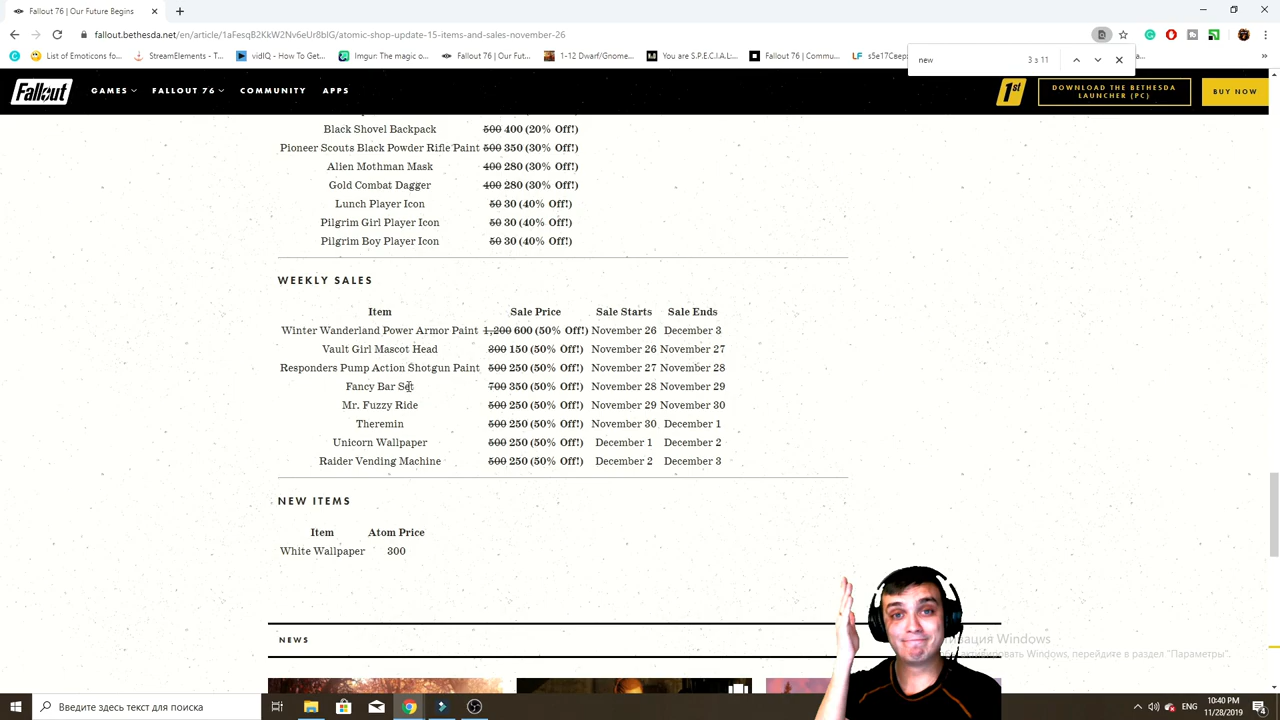 Fallout 76 | The Future Begins
fallout.bethesda.net/en/article/1aFesqB2KkW2Nv6eUr8bIG/atomic-shop-update-15-items-and-sales-november-26
List of Emoticons fo... StreamElements - T... vidIQ - How To Get... Imgur: The magic o... Fallout 76 | Our Fut... 1-12 Dwarf/Gnome... You are S.P.E.C.I.A.L:... Fallout 76 | Commu...
new 3 з 11
Fallout GAMES FALLOUT 76 COMMUNITY APPS 1st DOWNLOAD THE BETHESDA LAUNCHER (PC) BUY NOW
Black Shovel Backpack 500 400 (20% Off!)
Pioneer Scouts Black Powder Rifle Paint 500 350 (30% Off!)
Alien Mothman Mask 400 280 (30% Off!)
Gold Combat Dagger 400 280 (30% Off!)
Lunch Player Icon 50 30 (40% Off!)
Pilgrim Girl Player Icon 50 30 (40% Off!)
Pilgrim Boy Player Icon 50 30 (40% Off!)
WEEKLY SALES
Item Sale Price Sale Starts Sale Ends
Winter Wanderland Power Armor Paint 1,200 600 (50% Off!) November 26 December 3
Vault Girl Mascot Head 300 150 (50% Off!) November 26 November 27
Responders Pump Action Shotgun Paint 500 250 (50% Off!) November 27 November 28
Fancy Bar Set 700 350 (50% Off!) November 28 November 29
Mr. Fuzzy Ride 500 250 (50% Off!) November 29 November 30
Theremin 500 250 (50% Off!) November 30 December 1
Unicorn Wallpaper 500 250 (50% Off!) December 1 December 2
Raider Vending Machine 500 250 (50% Off!) December 2 December 3
NEW ITEMS
Item Atom Price
White Wallpaper 300
NEWS
Windows
Windows, перейдите в раздел "Параметры".
Введите здесь текст для поиска
10:40 PM
11/28/2019
4